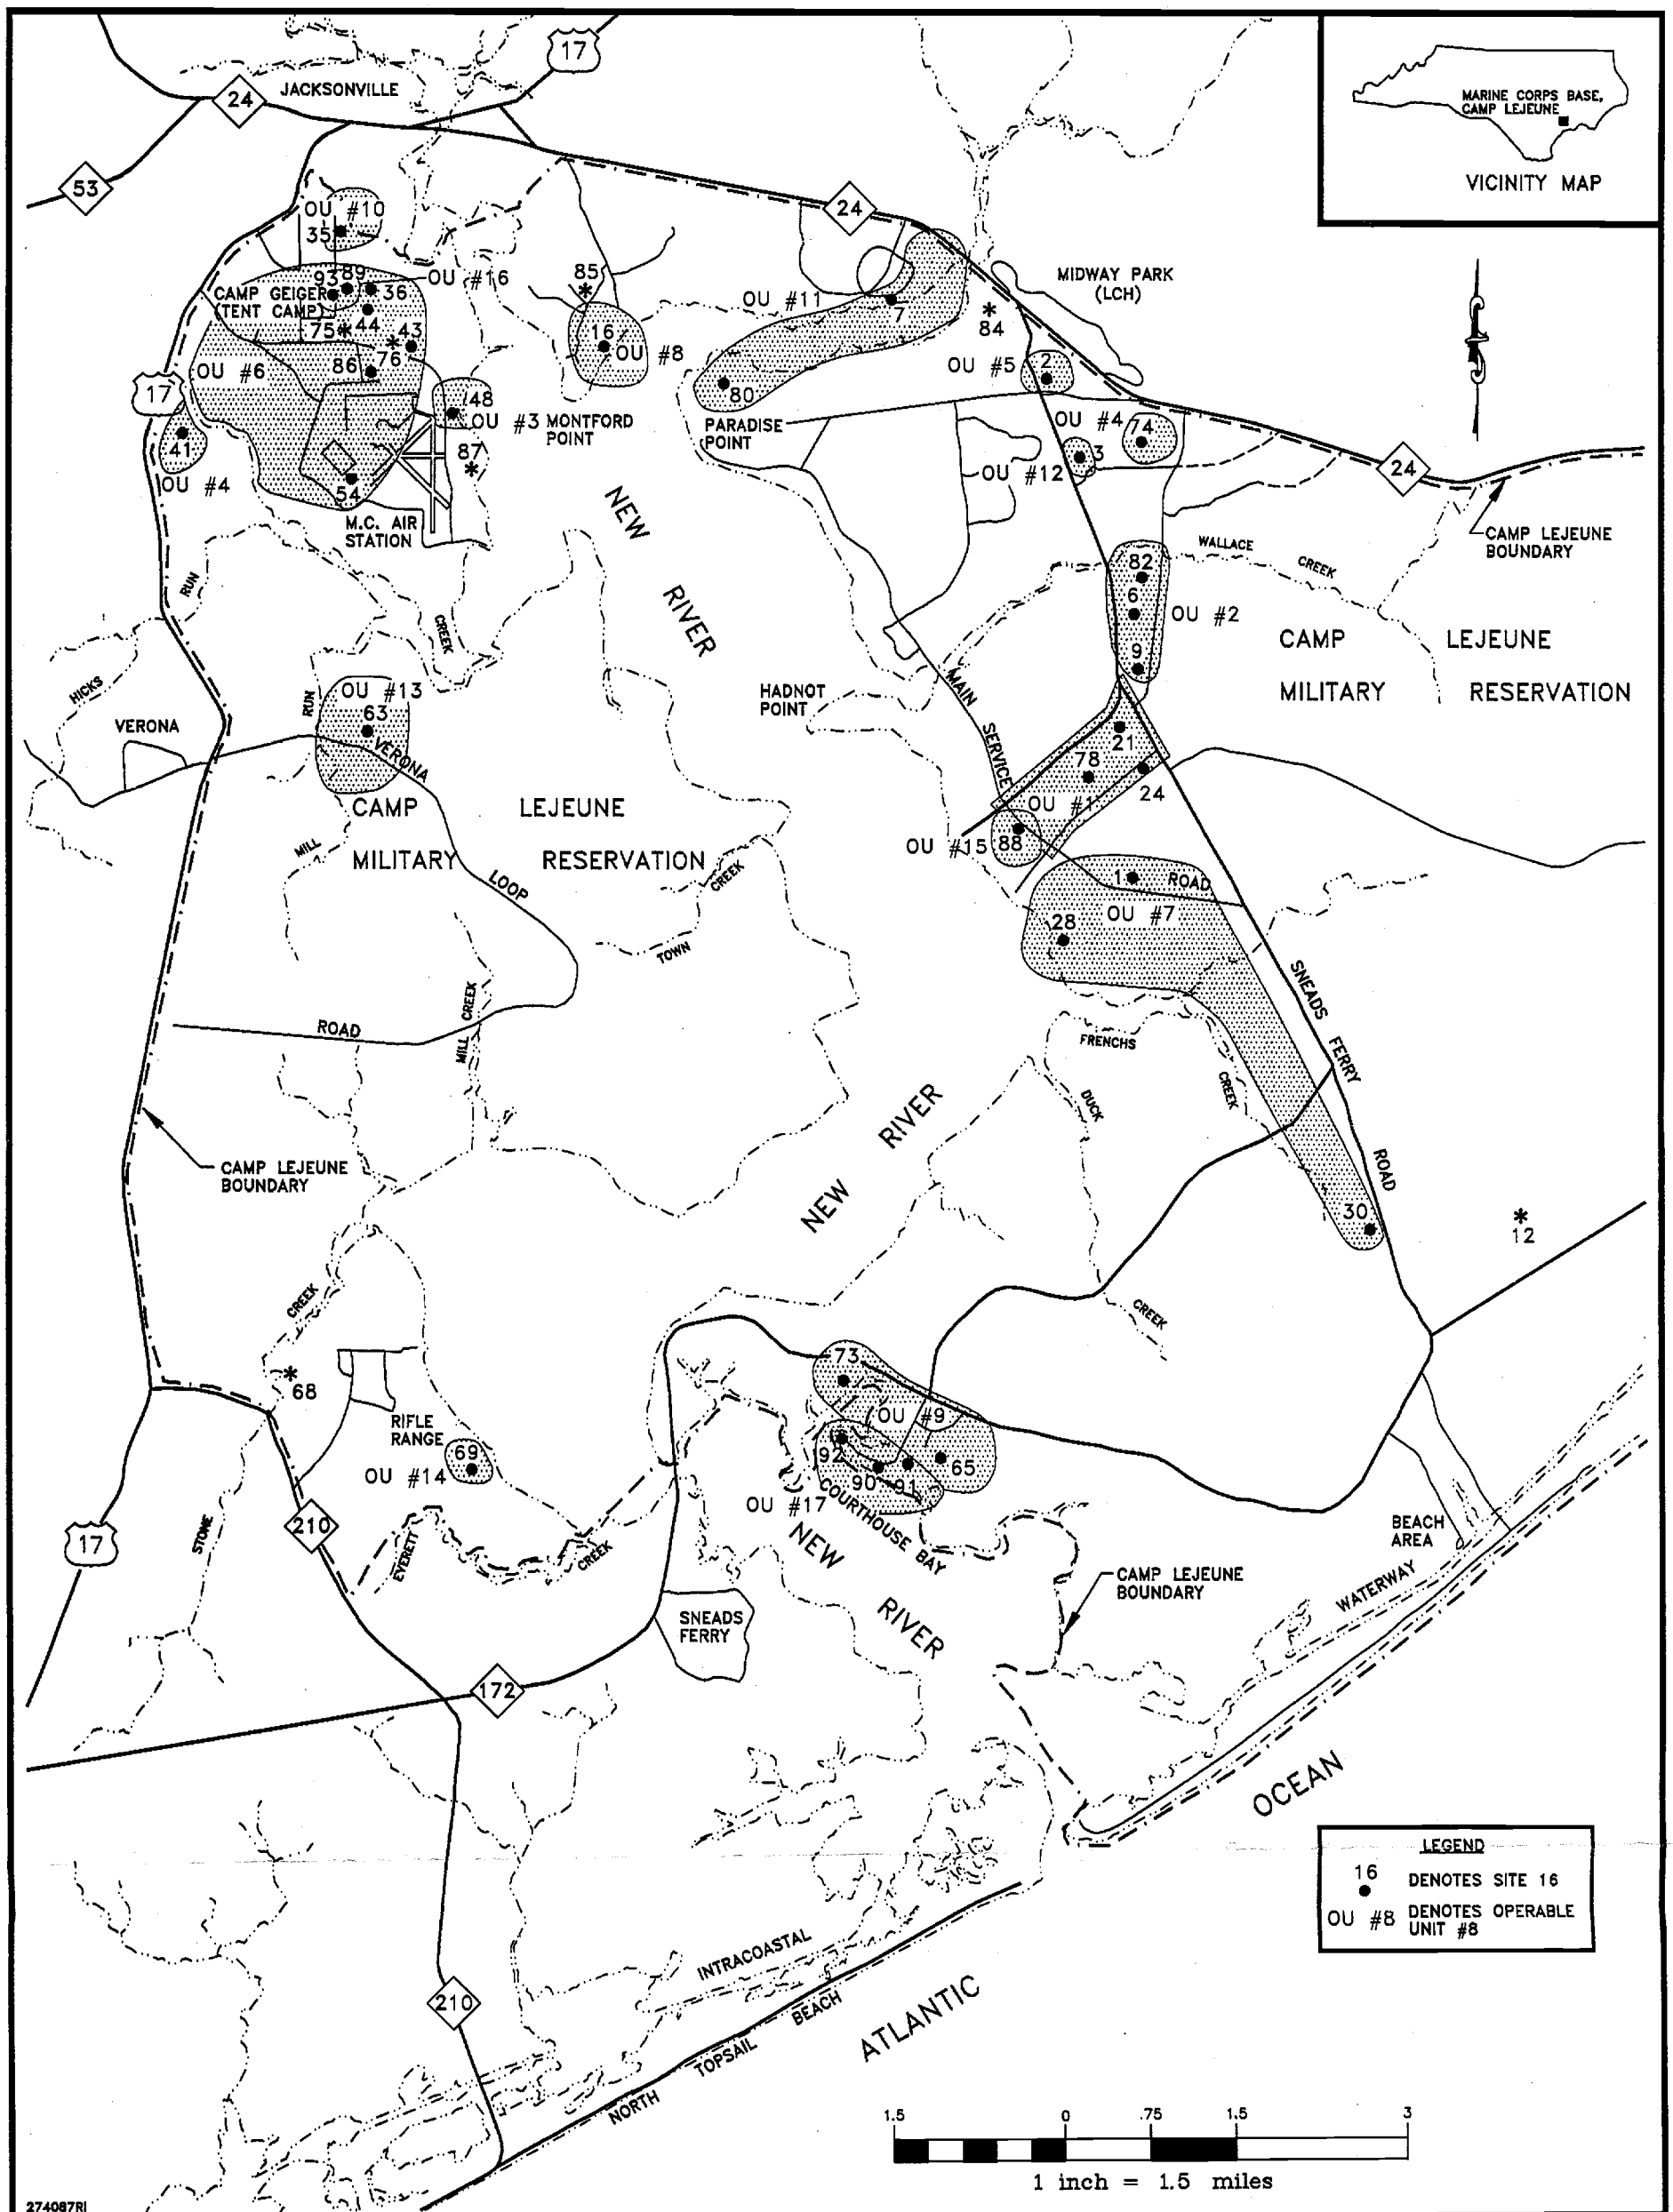 17
JACKSONVILLE
24
53
MARINE CORPS BASE,
CAMP LEJEUNE
VICINITY MAP
24
OU #10
35
93 89
36
OU #16
CAMP GEIGER
(TENT CAMP)
44
75*
43
*
76
86
OU #6
17
41
OU #4
54
M.C. AIR
STATION
48
OU #3
MONTFORD
POINT
87
*
85
*
16
OU #8
OU #11
7
80
PARADISE
POINT
MIDWAY PARK
(LCH)
*
84
OU #5
2
OU #4
74
3
OU #12
24
CAMP LEJEUNE
BOUNDARY
NEW
RIVER
WALLACE
CREEK
82
6
OU #2
9
CAMP LEJEUNE
MILITARY RESERVATION
HADNOT
POINT
MAIN
SERVICE
ROAD
21
78
24
OU #1
OU #15
88
1
OU #7
28
RUN
HICKS
CREEK
VERONA
RUN
OU #13
63
VERONA
LOOP
ROAD
CAMP LEJEUNE
MILITARY RESERVATION
MILL
CREEK
TOWN
MILL
CREEK
SNEADS
FERRY
ROAD
FRENCHS
CREEK
DUCK
CREEK
NEW
RIVER
CAMP LEJEUNE
BOUNDARY
30
*
12
CREEK
STONE
*
68
RIFLE
RANGE
69
OU #14
73
OU #9
92
90
91
65
OU #17
COURTHOUSE BAY
NEW
RIVER
17
210
EVERETT
CREEK
SNEADS
FERRY
172
CAMP LEJEUNE
BOUNDARY
BEACH
AREA
WATERWAY
OCEAN
LEGEND
16
DENOTES SITE 16
OU #8
DENOTES OPERABLE
UNIT #8
INTRACOASTAL
210
NORTH TOPSAIL BEACH
ATLANTIC
1.5 0 .75 1.5 3
1 inch = 1.5 miles
274087RI